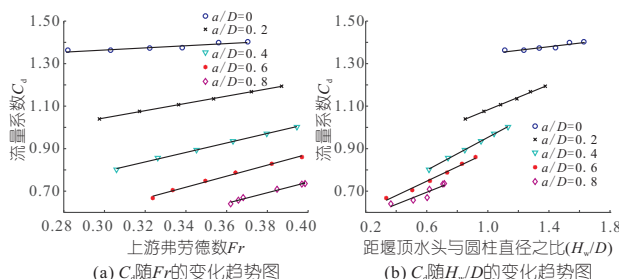 1.50
1.30
1.10
0.90
0.70
流量系数Cd
a/D=0
a/D=0.2
a/D=0.4
a/D=0.6
a/D=0.8
0.28 0.30 0.32 0.34 0.36 0.38 0.40
上游弗劳德数Fr
(a) Cd随Fr的变化趋势图
1.50
1.30
1.10
0.90
0.70
流量系数Cd
a/D=0
a/D=0.2
a/D=0.4
a/D=0.6
a/D=0.8
0.2 0.6 1.0 1.4 1.8
距堰顶水头与圆柱直径之比(Hw/D)
(b) Cd随Hw/D的变化趋势图